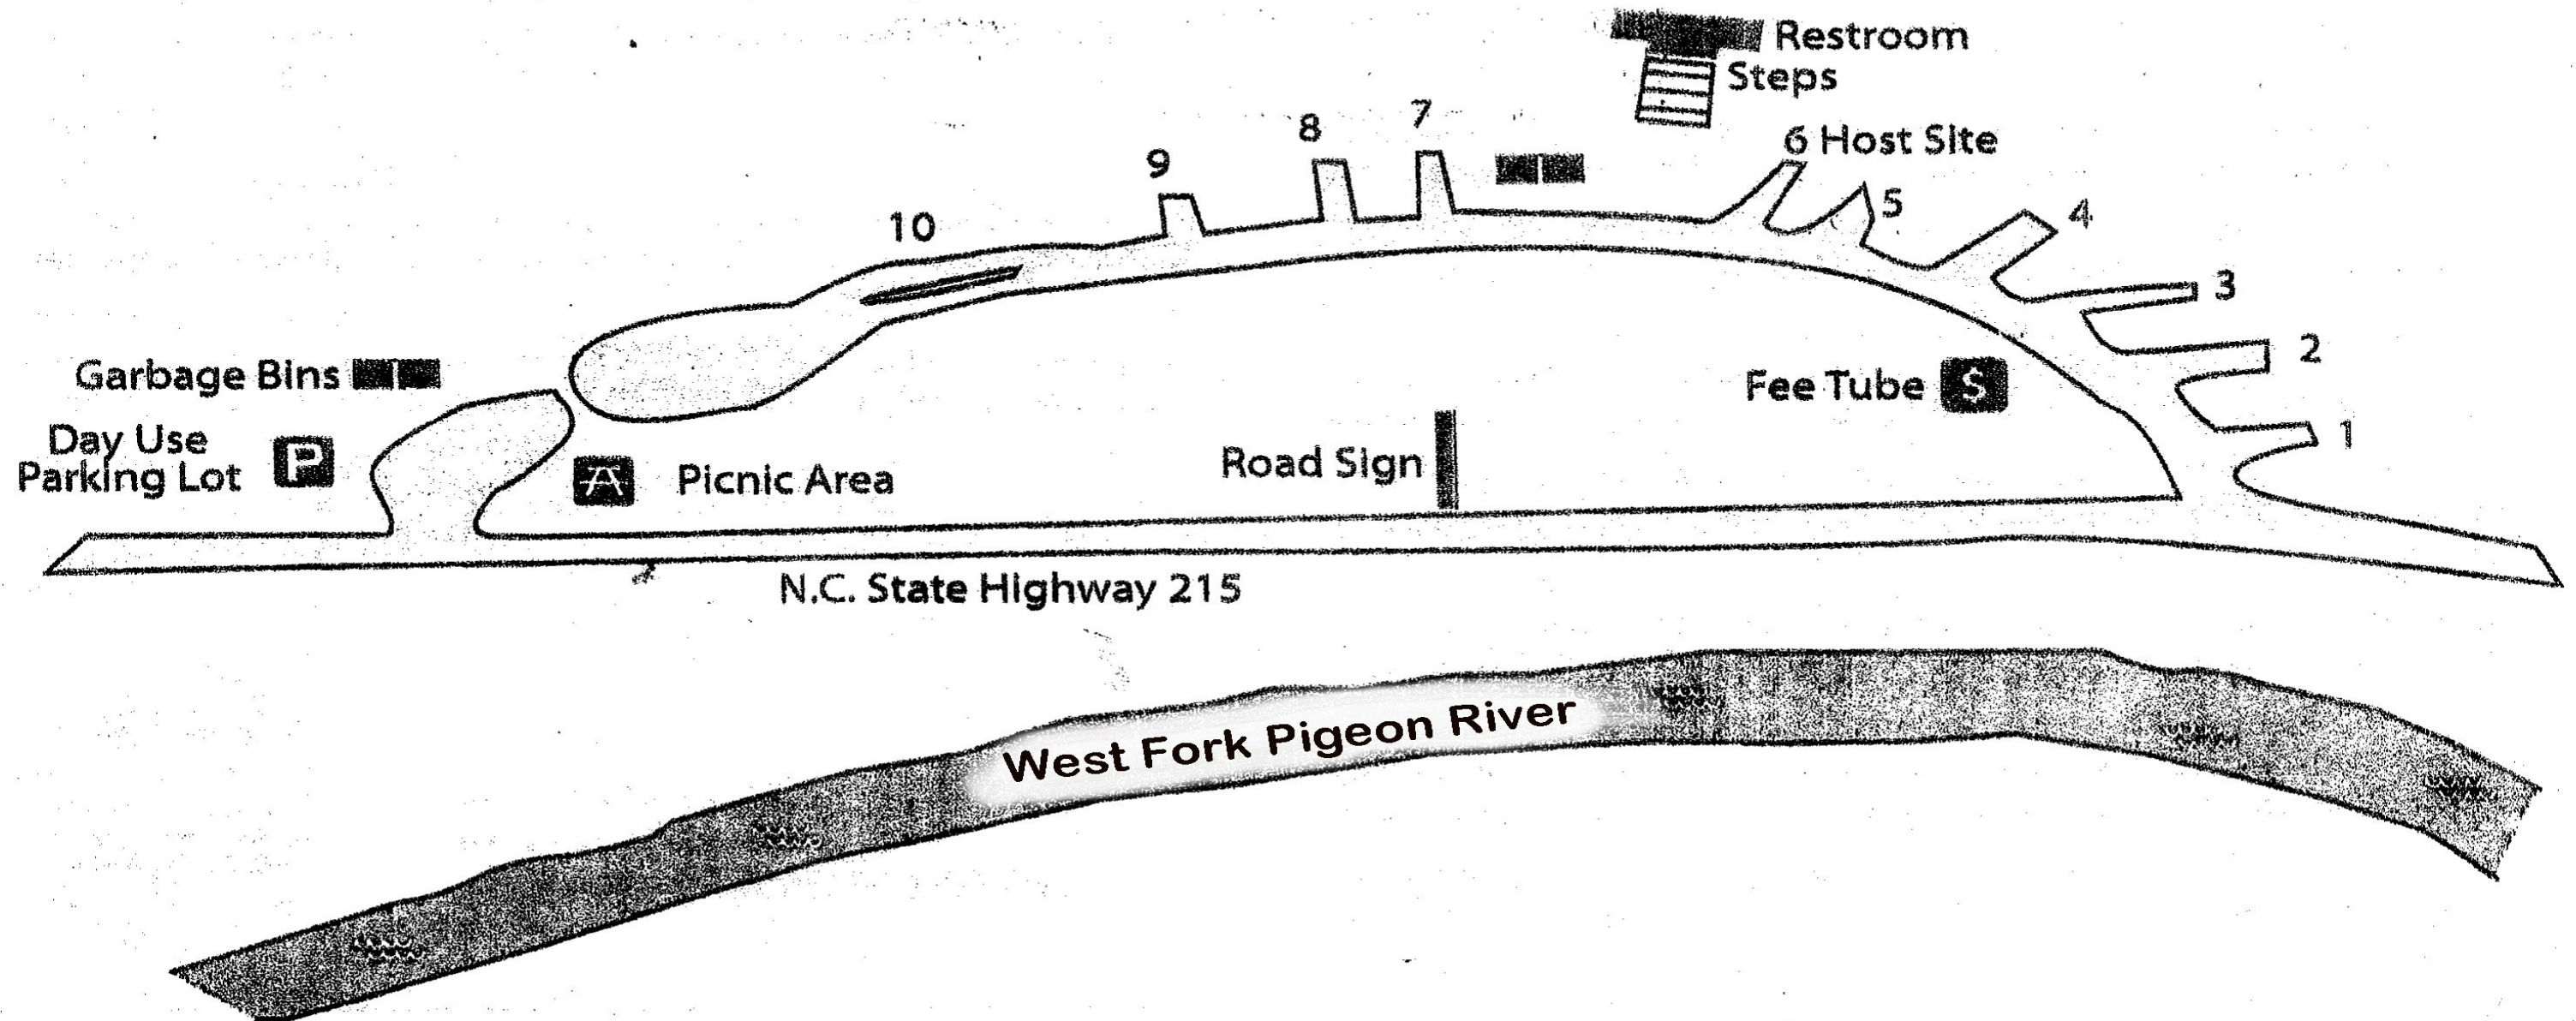 Restroom
Steps
7
8
6 Host Site
9
5
4
10
3
2
Garbage Bins
Fee Tube $
1
Day Use
Parking Lot P
Road Sign
Picnic Area
N.C. State Highway 215
West Fork Pigeon River